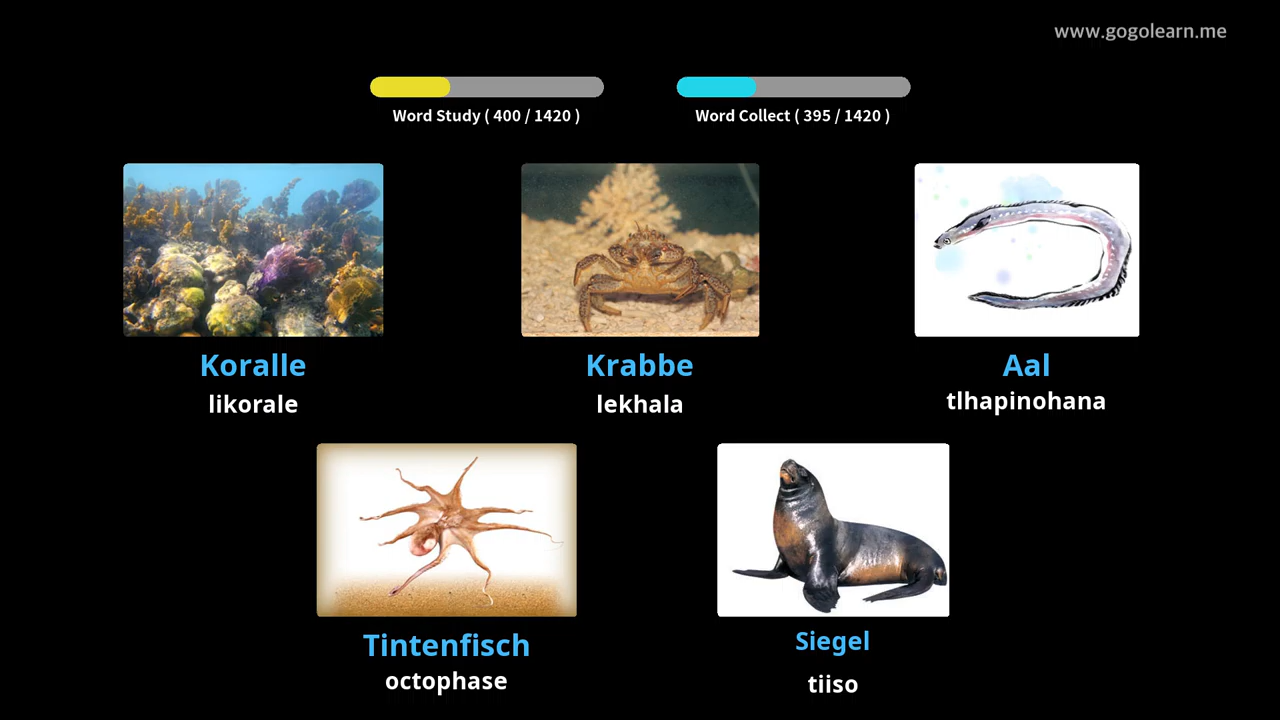 www.gogolearn.me
Word Study ( 400 / 1420 )
Word Collect ( 395 / 1420 )
Koralle
likorale
Krabbe
lekhala
Aal
tlhapinohana
Tintenfisch
octophase
Siegel
tiiso